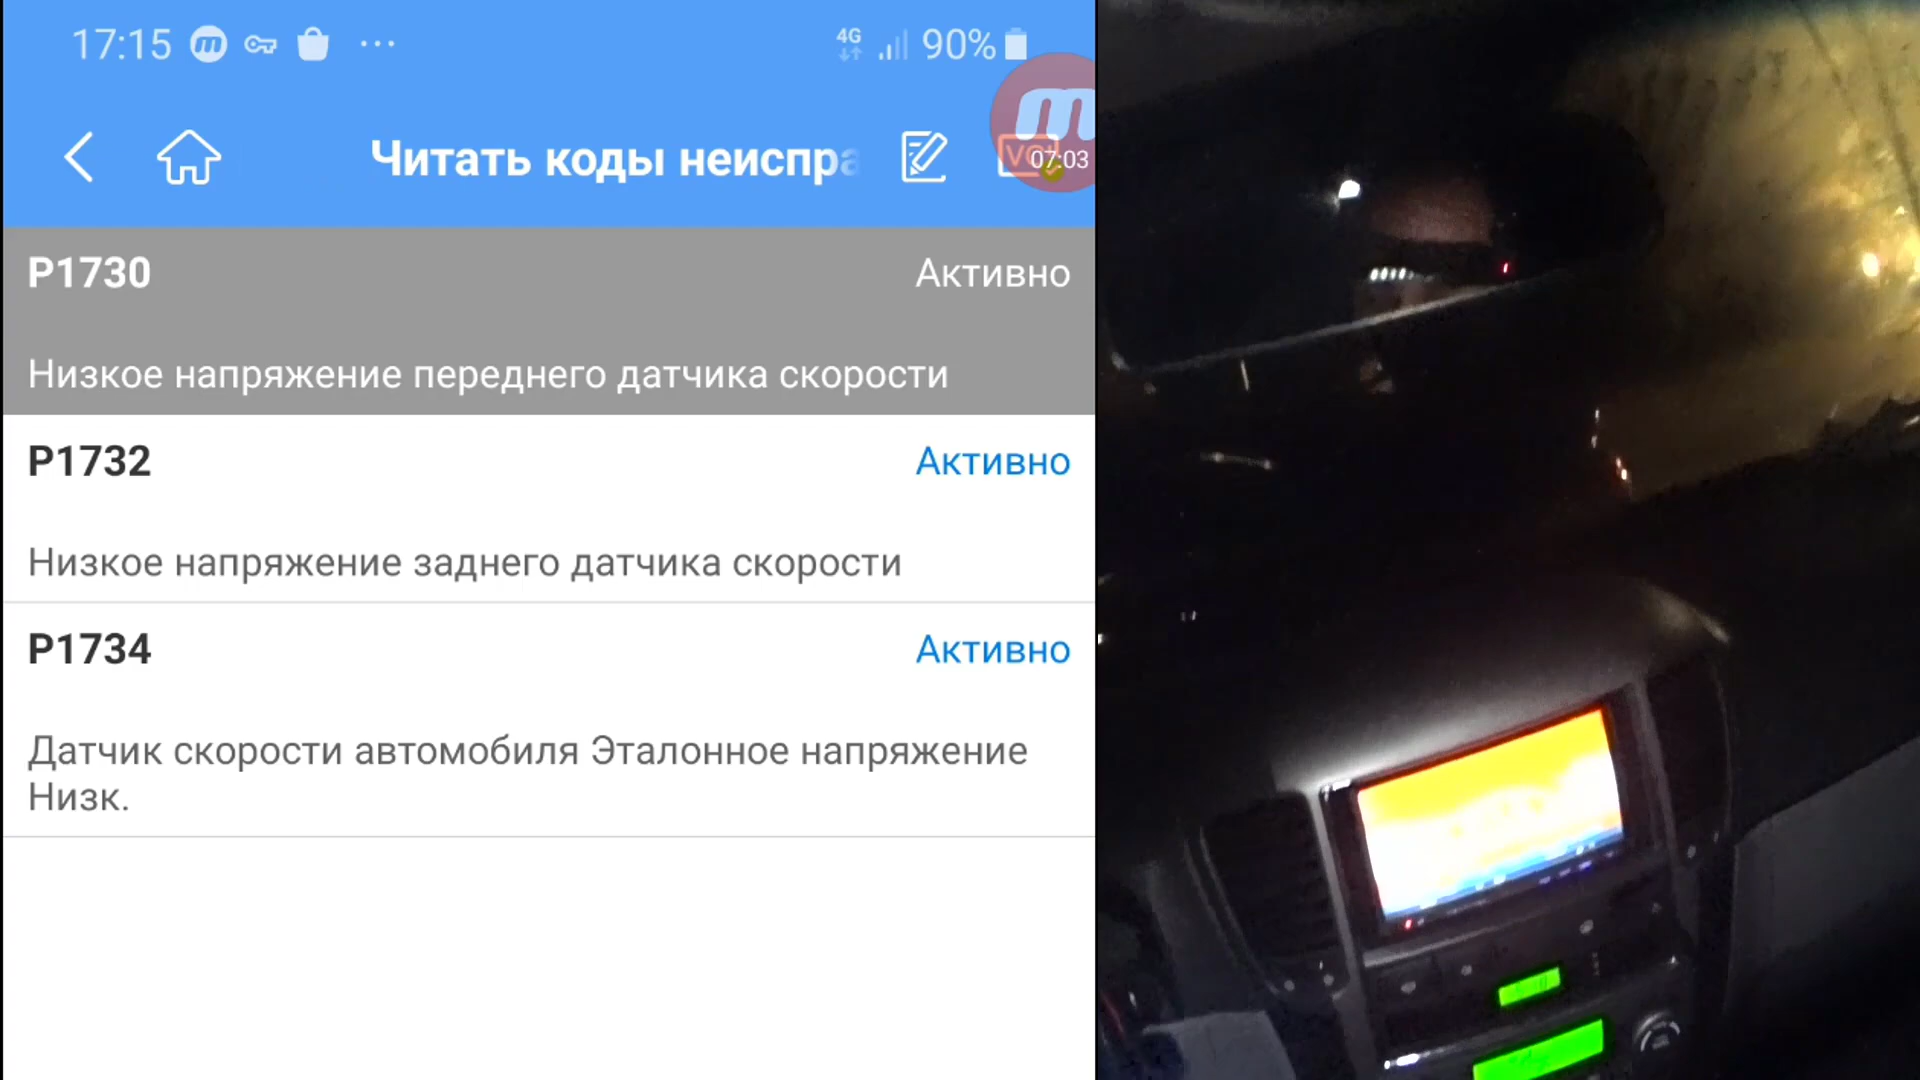 17:15 m ... 4G 90%
Читать коды неиспра
07:03
P1730 Активно
Низкое напряжение переднего датчика скорости
P1732 Активно
Низкое напряжение заднего датчика скорости
P1734 Активно
Датчик скорости автомобиля Эталонное напряжение
Низк.